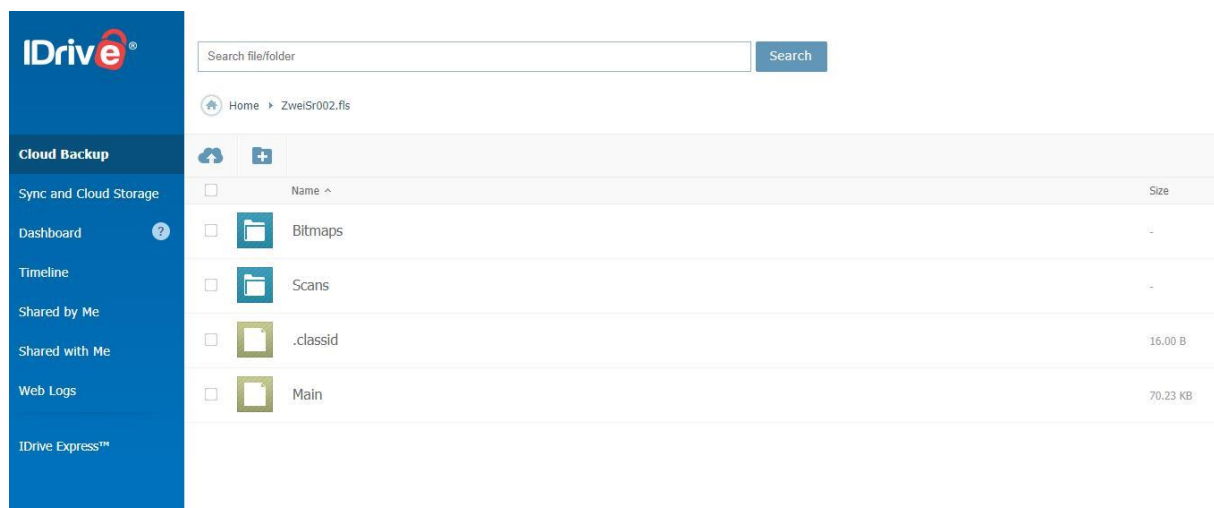 IDrive®
Search file/folder
Search
Home ZweiSr002.fls
Cloud Backup
Sync and Cloud Storage
Dashboard ?
Timeline
Shared by Me
Shared with Me
Web Logs
IDrive Express™
Name Size
Bitmaps -
Scans -
.classid 16.00 B
Main 70.23 KB